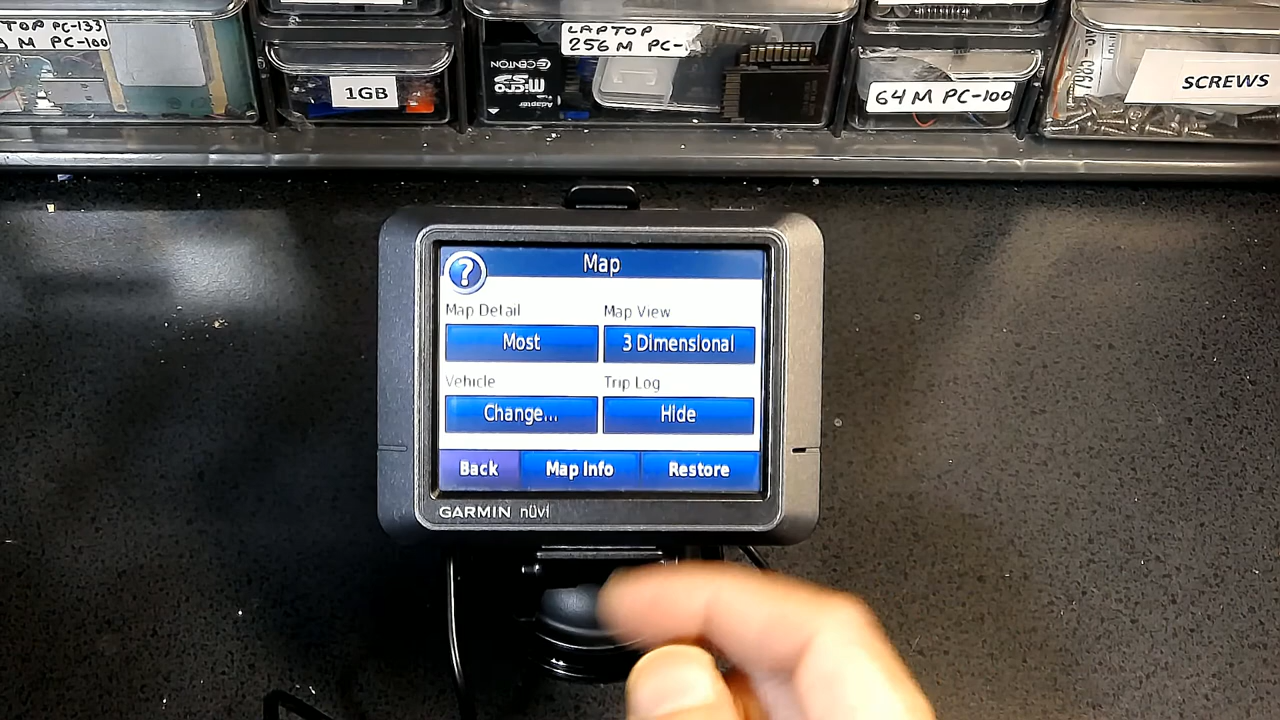 TOP PC-133
M PC-100
1GB
LAPTOP
256 M PC-
GCENTON
micro
SD
Adapter
64 M PC-100
SCREWS
?
Map
Map Detail
Map View
Most
3 Dimensional
Vehicle
Trip Log
Change...
Hide
Back
Map Info
Restore
GARMIN nüvi